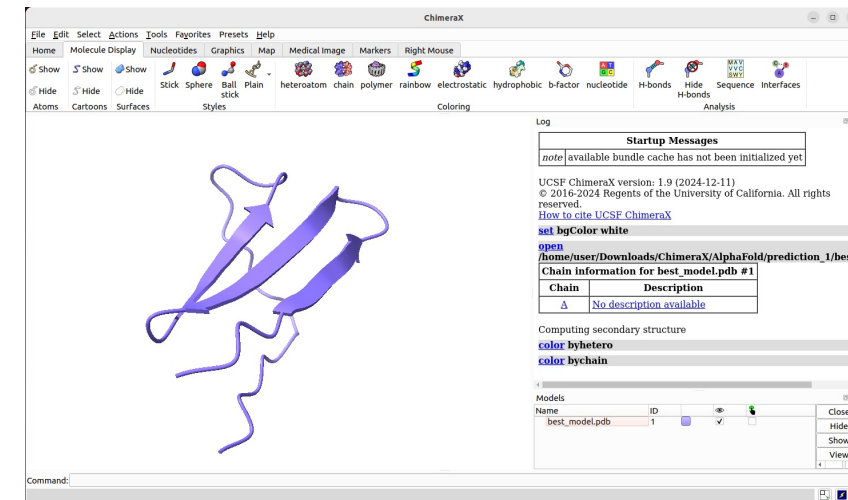 ChimeraX
File Edit Select Actions Tools Favorites Presets Help
Home Molecule Display Nucleotides Graphics Map Medical Image Markers Right Mouse
Show Show Show
Hide Hide Hide
Atoms Cartoons Surfaces
Stick Sphere Ball stick Plain
Styles
heteroatom chain polymer rainbow electrostatic hydrophobic b-factor nucleotide
Coloring
H-bonds Hide H-bonds Sequence Interfaces
Analysis
Log
Startup Messages
note available bundle cache has not been initialized yet
UCSF ChimeraX version: 1.9 (2024-12-11)
© 2016-2024 Regents of the University of California. All rights
reserved.
How to cite UCSF ChimeraX
set bgColor white
open
/home/user/Downloads/ChimeraX/AlphaFold/prediction_1/bes
Chain information for best_model.pdb #1
Chain Description
A No description available
Computing secondary structure
color byhetero
color bychain
Models
Name ID
best_model.pdb 1
Close
Hide
Show
View
Command: